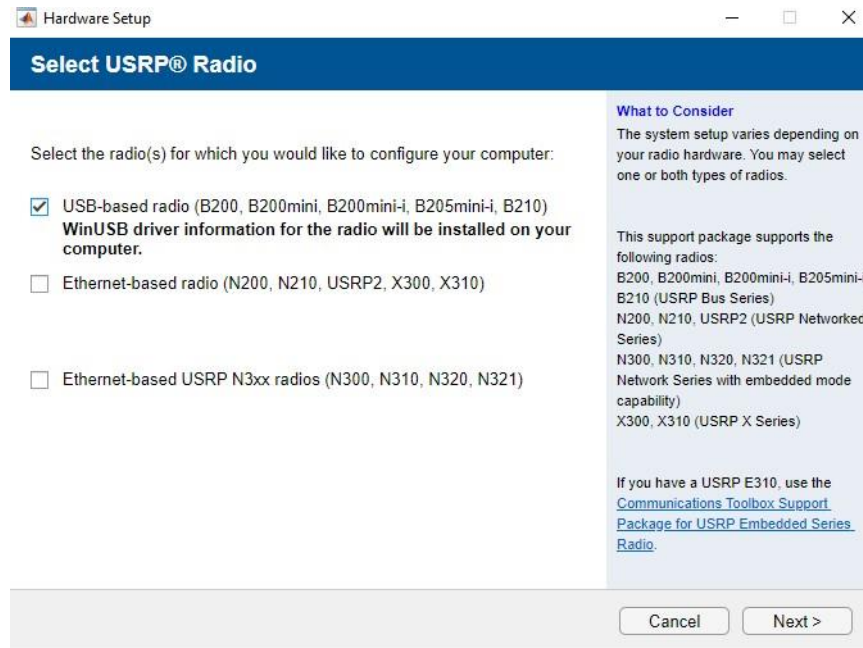 Hardware Setup
Select USRP® Radio
Select the radio(s) for which you would like to configure your computer:
USB-based radio (B200, B200mini, B200mini-i, B205mini-i, B210)
WinUSB driver information for the radio will be installed on your
computer.
Ethernet-based radio (N200, N210, USRP2, X300, X310)
Ethernet-based USRP N3xx radios (N300, N310, N320, N321)
What to Consider
The system setup varies depending on
your radio hardware. You may select
one or both types of radios.
This support package supports the
following radios:
B200, B200mini, B200mini-i, B205mini-i
B210 (USRP Bus Series)
N200, N210, USRP2 (USRP Networked
Series)
N300, N310, N320, N321 (USRP
Network Series with embedded mode
capability)
X300, X310 (USRP X Series)
If you have a USRP E310, use the
Communications Toolbox Support
Package for USRP Embedded Series
Radio.
Cancel
Next >